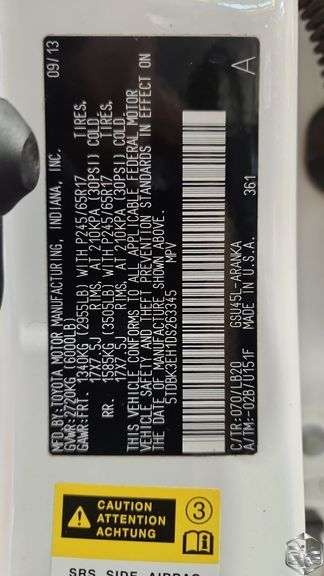 MFD.BY:TOYOTA MOTOR MANUFACTURING, INDIANA, INC. 09/13
GVWR:2720KG (6000LB)
GAWR:FRT. 1340KG (2955LB) WITH P245/65R17 TIRES,
17X7.5J RIMS, AT 210KPA (30PSI) COLD.
RR. 1585KG (3505LB) WITH P245/65R17 TIRES,
17X7.5J RIMS, AT 210KPA (30PSI) COLD.
THIS VEHICLE CONFORMS TO ALL APPLICABLE FEDERAL MOTOR
VEHICLE SAFETY AND THEFT PREVENTION STANDARDS IN EFFECT ON
THE DATE OF MANUFACTURE SHOWN ABOVE.
5TDBK3EH1DS263345 MPV
A
C/TR:070/LB20 GSU45L-ARANKA
A/TM:-02B/U151F MADE IN U.S.A. 361
CAUTION
ATTENTION
ACHTUNG
3
SRS SIDE AIRBAG